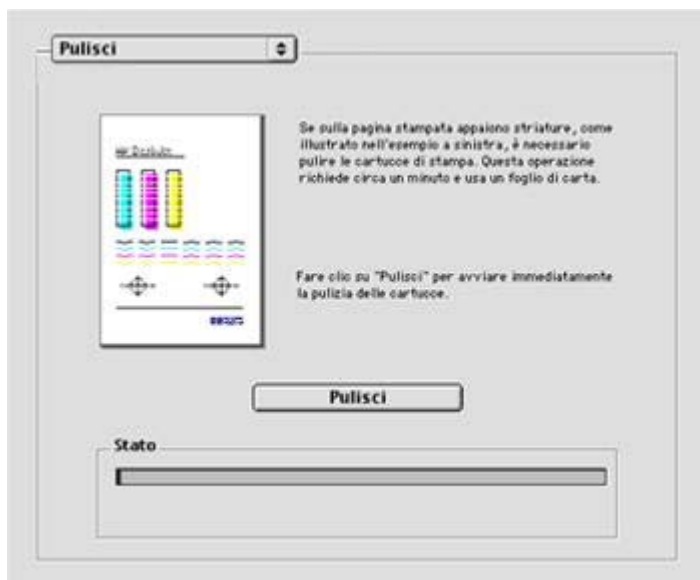 Pulisci
Se sulla pagina stampata appaiono striature, come
illustrato nell'esempio a sinistra, è necessario
pulire le cartucce di stampa. Questa operazione
richiede circa un minuto e usa un foglio di carta.
Fare clic su "Pulisci" per avviare immediatamente
la pulizia delle cartucce.
Pulisci
Stato